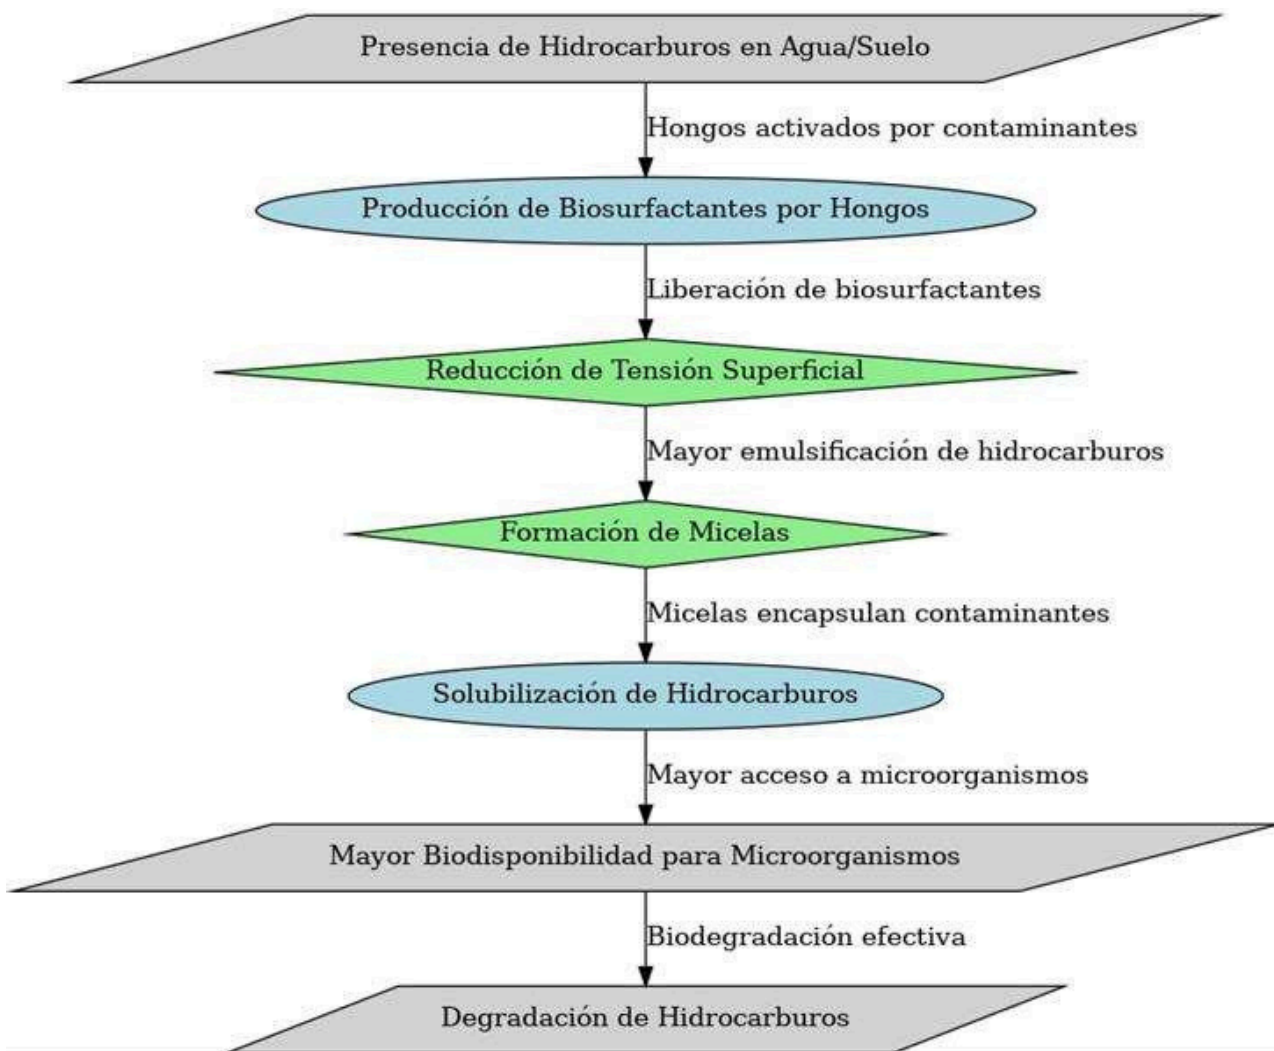 Presencia de Hidrocarburos en Agua/Suelo
Hongos activados por contaminantes
Producción de Biosurfactantes por Hongos
Liberación de biosurfactantes
Reducción de Tensión Superficial
Mayor emulsificación de hidrocarburos
Formación de Micelas
Micelas encapsulan contaminantes
Solubilización de Hidrocarburos
Mayor acceso a microorganismos
Mayor Biodisponibilidad para Microorganismos
Biodegradación efectiva
Degradación de Hidrocarburos